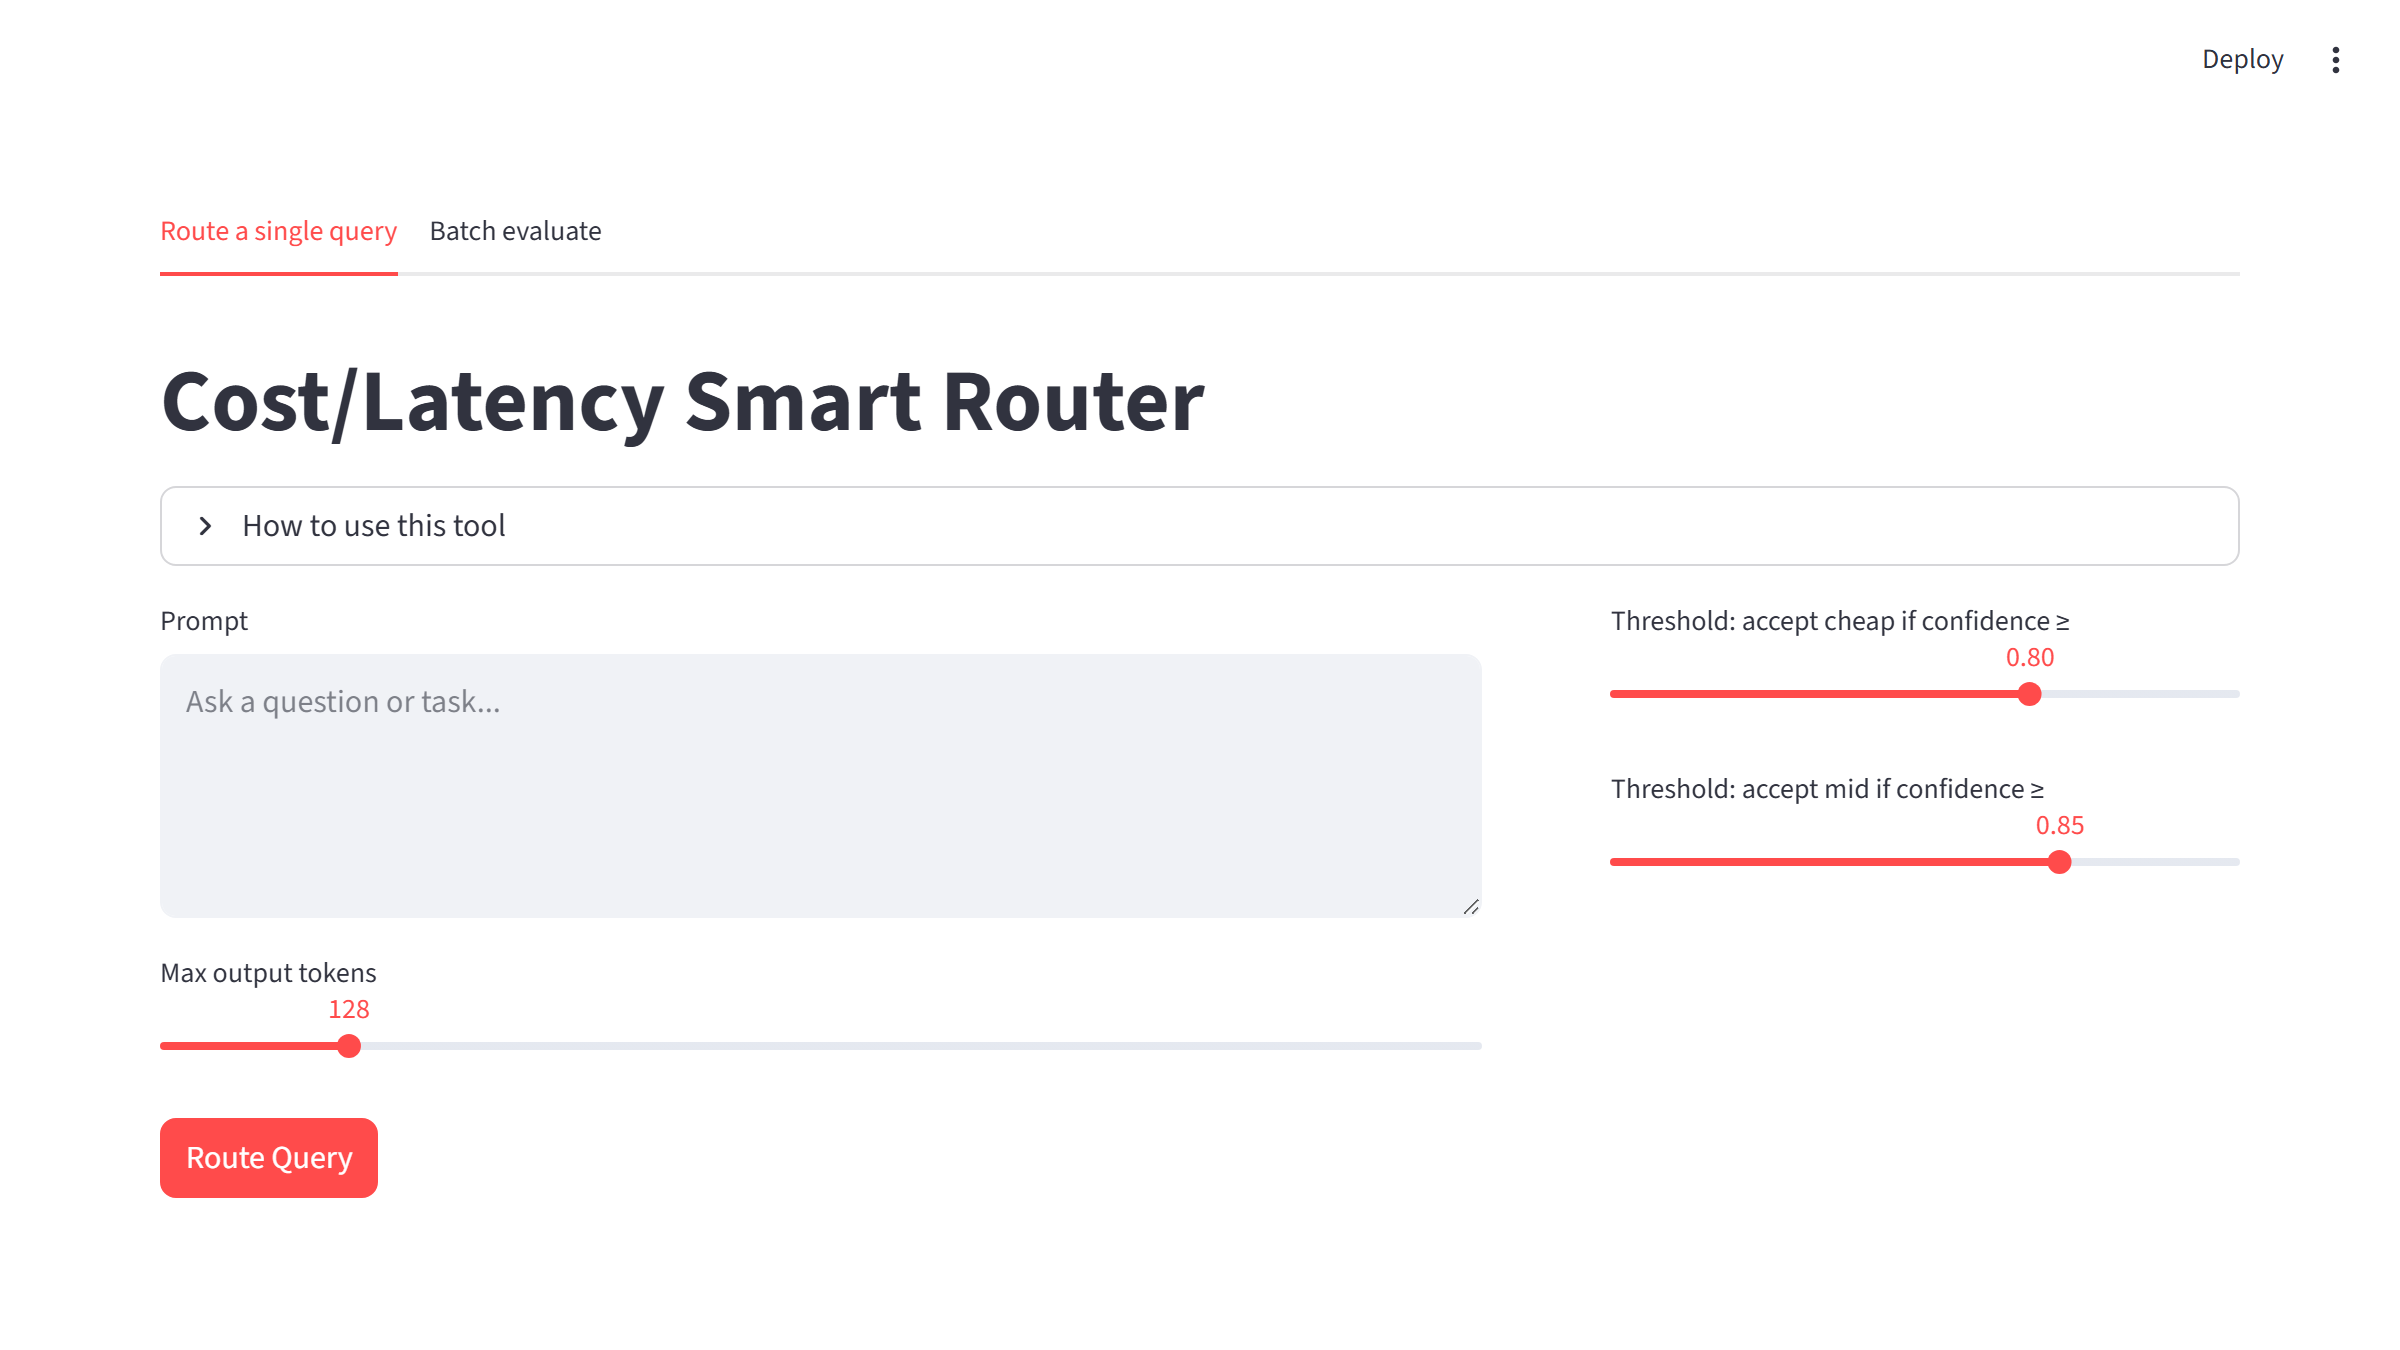 Deploy
Route a single query
Batch evaluate
Cost/Latency Smart Router
How to use this tool
Prompt
Ask a question or task...
Threshold: accept cheap if confidence ≥
0.80
Threshold: accept mid if confidence ≥
0.85
Max output tokens
128
Route Query